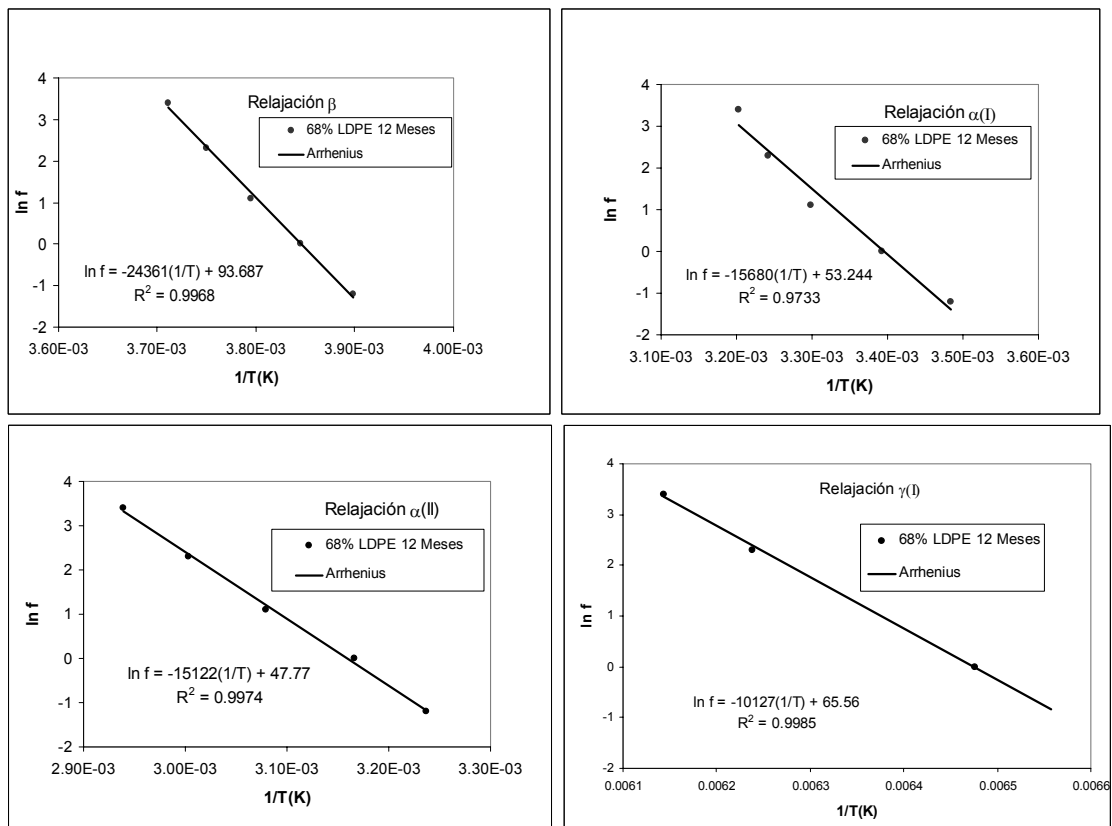 Relajación β
68% LDPE 12 Meses
Arrhenius
ln f = -24361(1/T) + 93.687
R² = 0.9968
4
3
2
1
0
-1
-2
ln f
3.60E-03 3.70E-03 3.80E-03 3.90E-03 4.00E-03
1/T(K)
Relajación α(I)
68% LDPE 12 Meses
Arrhenius
ln f = -15680(1/T) + 53.244
R² = 0.9733
4
3
2
1
0
-1
-2
ln f
3.10E-03 3.20E-03 3.30E-03 3.40E-03 3.50E-03 3.60E-03
1/T(K)
Relajación α(II)
68% LDPE 12 Meses
Arrhenius
ln f = -15122(1/T) + 47.77
R² = 0.9974
4
3
2
1
0
-1
-2
ln f
2.90E-03 3.00E-03 3.10E-03 3.20E-03 3.30E-03
1/T(K)
Relajación γ(I)
68% LDPE 12 Meses
Arrhenius
ln f = -10127(1/T) + 65.56
R² = 0.9985
4
3
2
1
0
-1
-2
ln f
0.0061 0.0062 0.0063 0.0064 0.0065 0.0066
1/T(K)